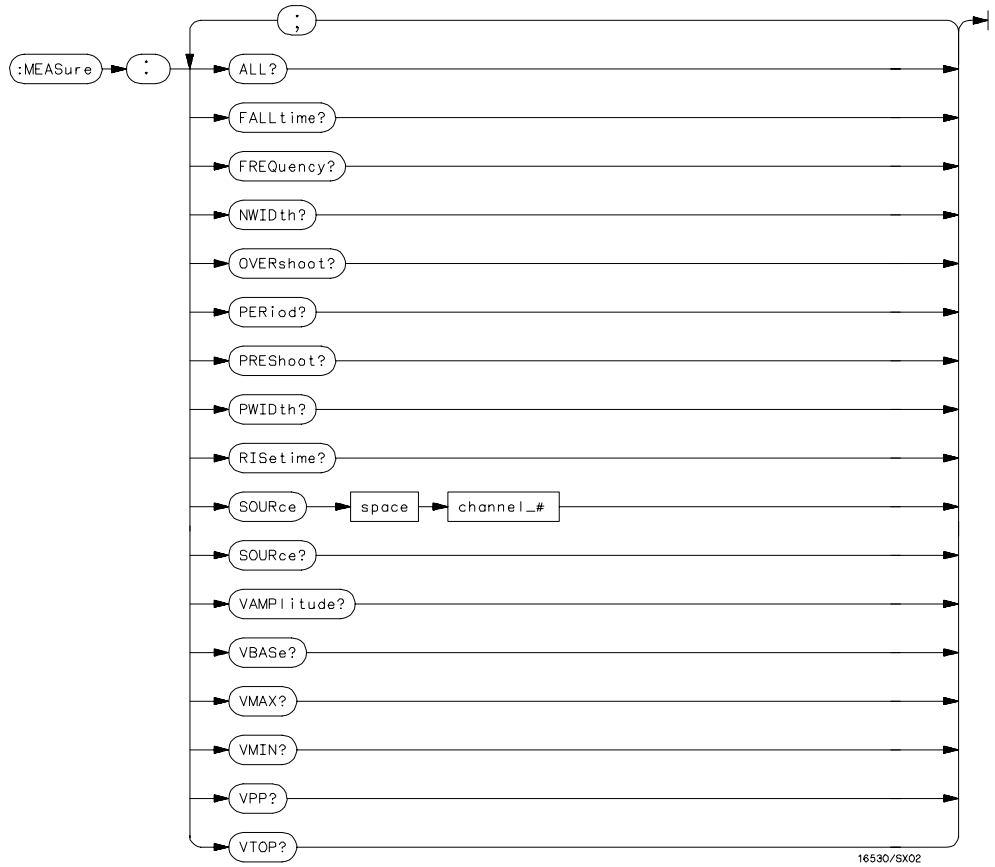 ;
:MEASure : ALL?
FALLtime?
FREQuency?
NWIDth?
OVERshoot?
PERiod?
PREShoot?
PWIDth?
RISetime?
SOURce space channel_#
SOURce?
VAMPlitude?
VBASe?
VMAX?
VMIN?
VPP?
VTOP?
16530/SX02